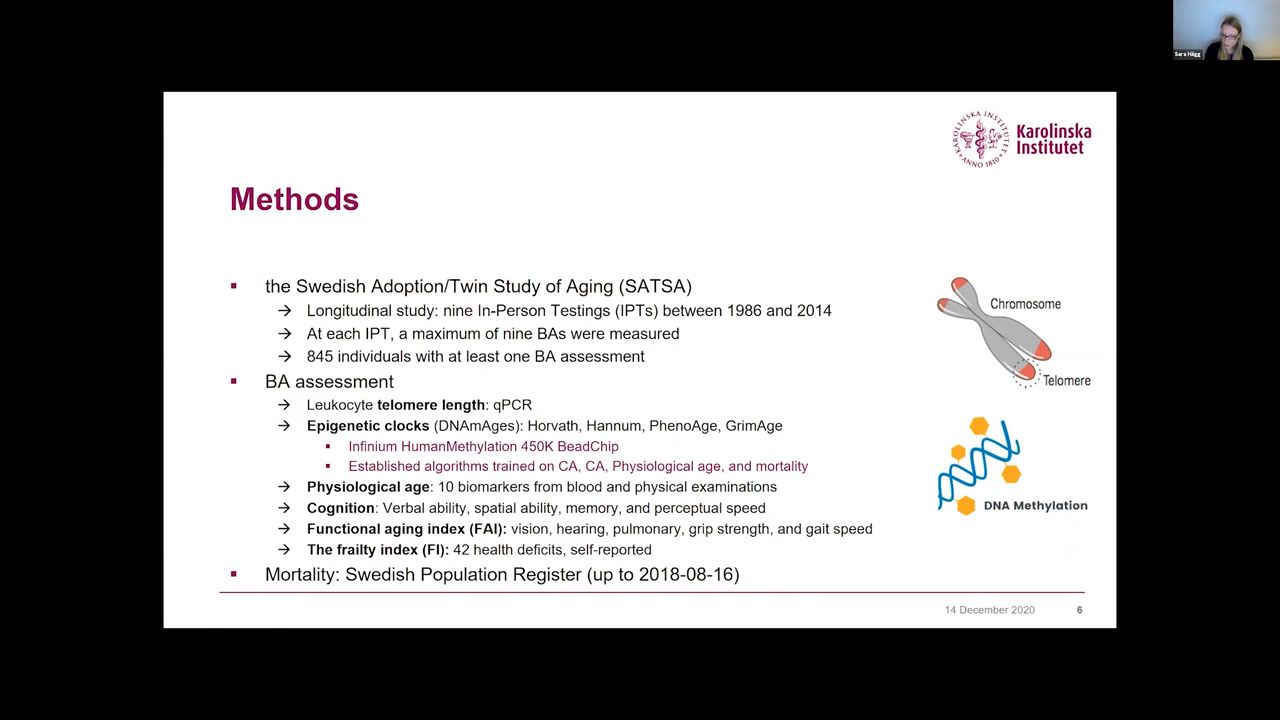 Sara Hägg
KAROLINSKA INSTITUTET
ANNO 1810
Karolinska
Institutet
Methods
the Swedish Adoption/Twin Study of Aging (SATSA)
→ Longitudinal study: nine In-Person Testings (IPTs) between 1986 and 2014
→ At each IPT, a maximum of nine BAs were measured
→ 845 individuals with at least one BA assessment
BA assessment
→ Leukocyte telomere length: qPCR
→ Epigenetic clocks (DNAmAges): Horvath, Hannum, PhenoAge, GrimAge
Infinium HumanMethylation 450K BeadChip
Established algorithms trained on CA, CA, Physiological age, and mortality
→ Physiological age: 10 biomarkers from blood and physical examinations
→ Cognition: Verbal ability, spatial ability, memory, and perceptual speed
→ Functional aging index (FAI): vision, hearing, pulmonary, grip strength, and gait speed
→ The frailty index (FI): 42 health deficits, self-reported
Mortality: Swedish Population Register (up to 2018-08-16)
Chromosome
Telomere
DNA Methylation
14 December 2020
6